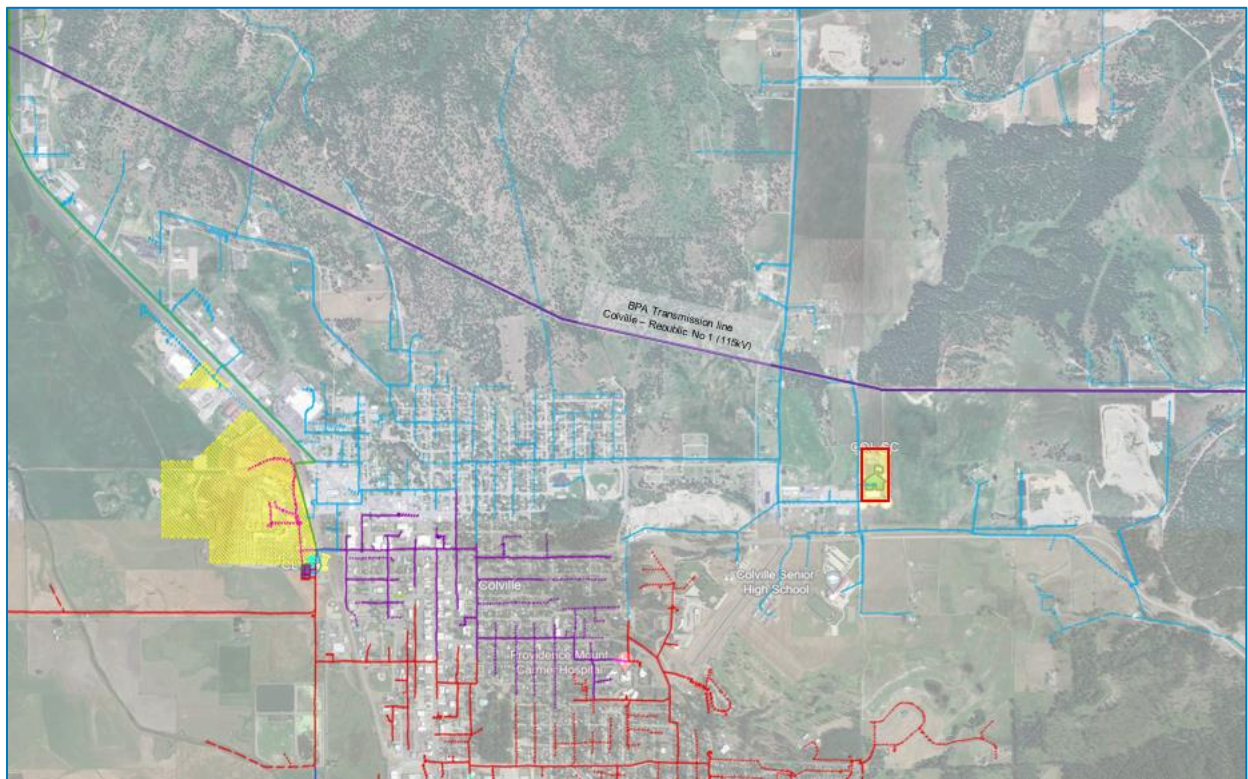 BPA Transmission line
Colville – Republic No 1 (115kV)
Colville
Colville Senior
High School
Providence Mount
Carmel Hospital